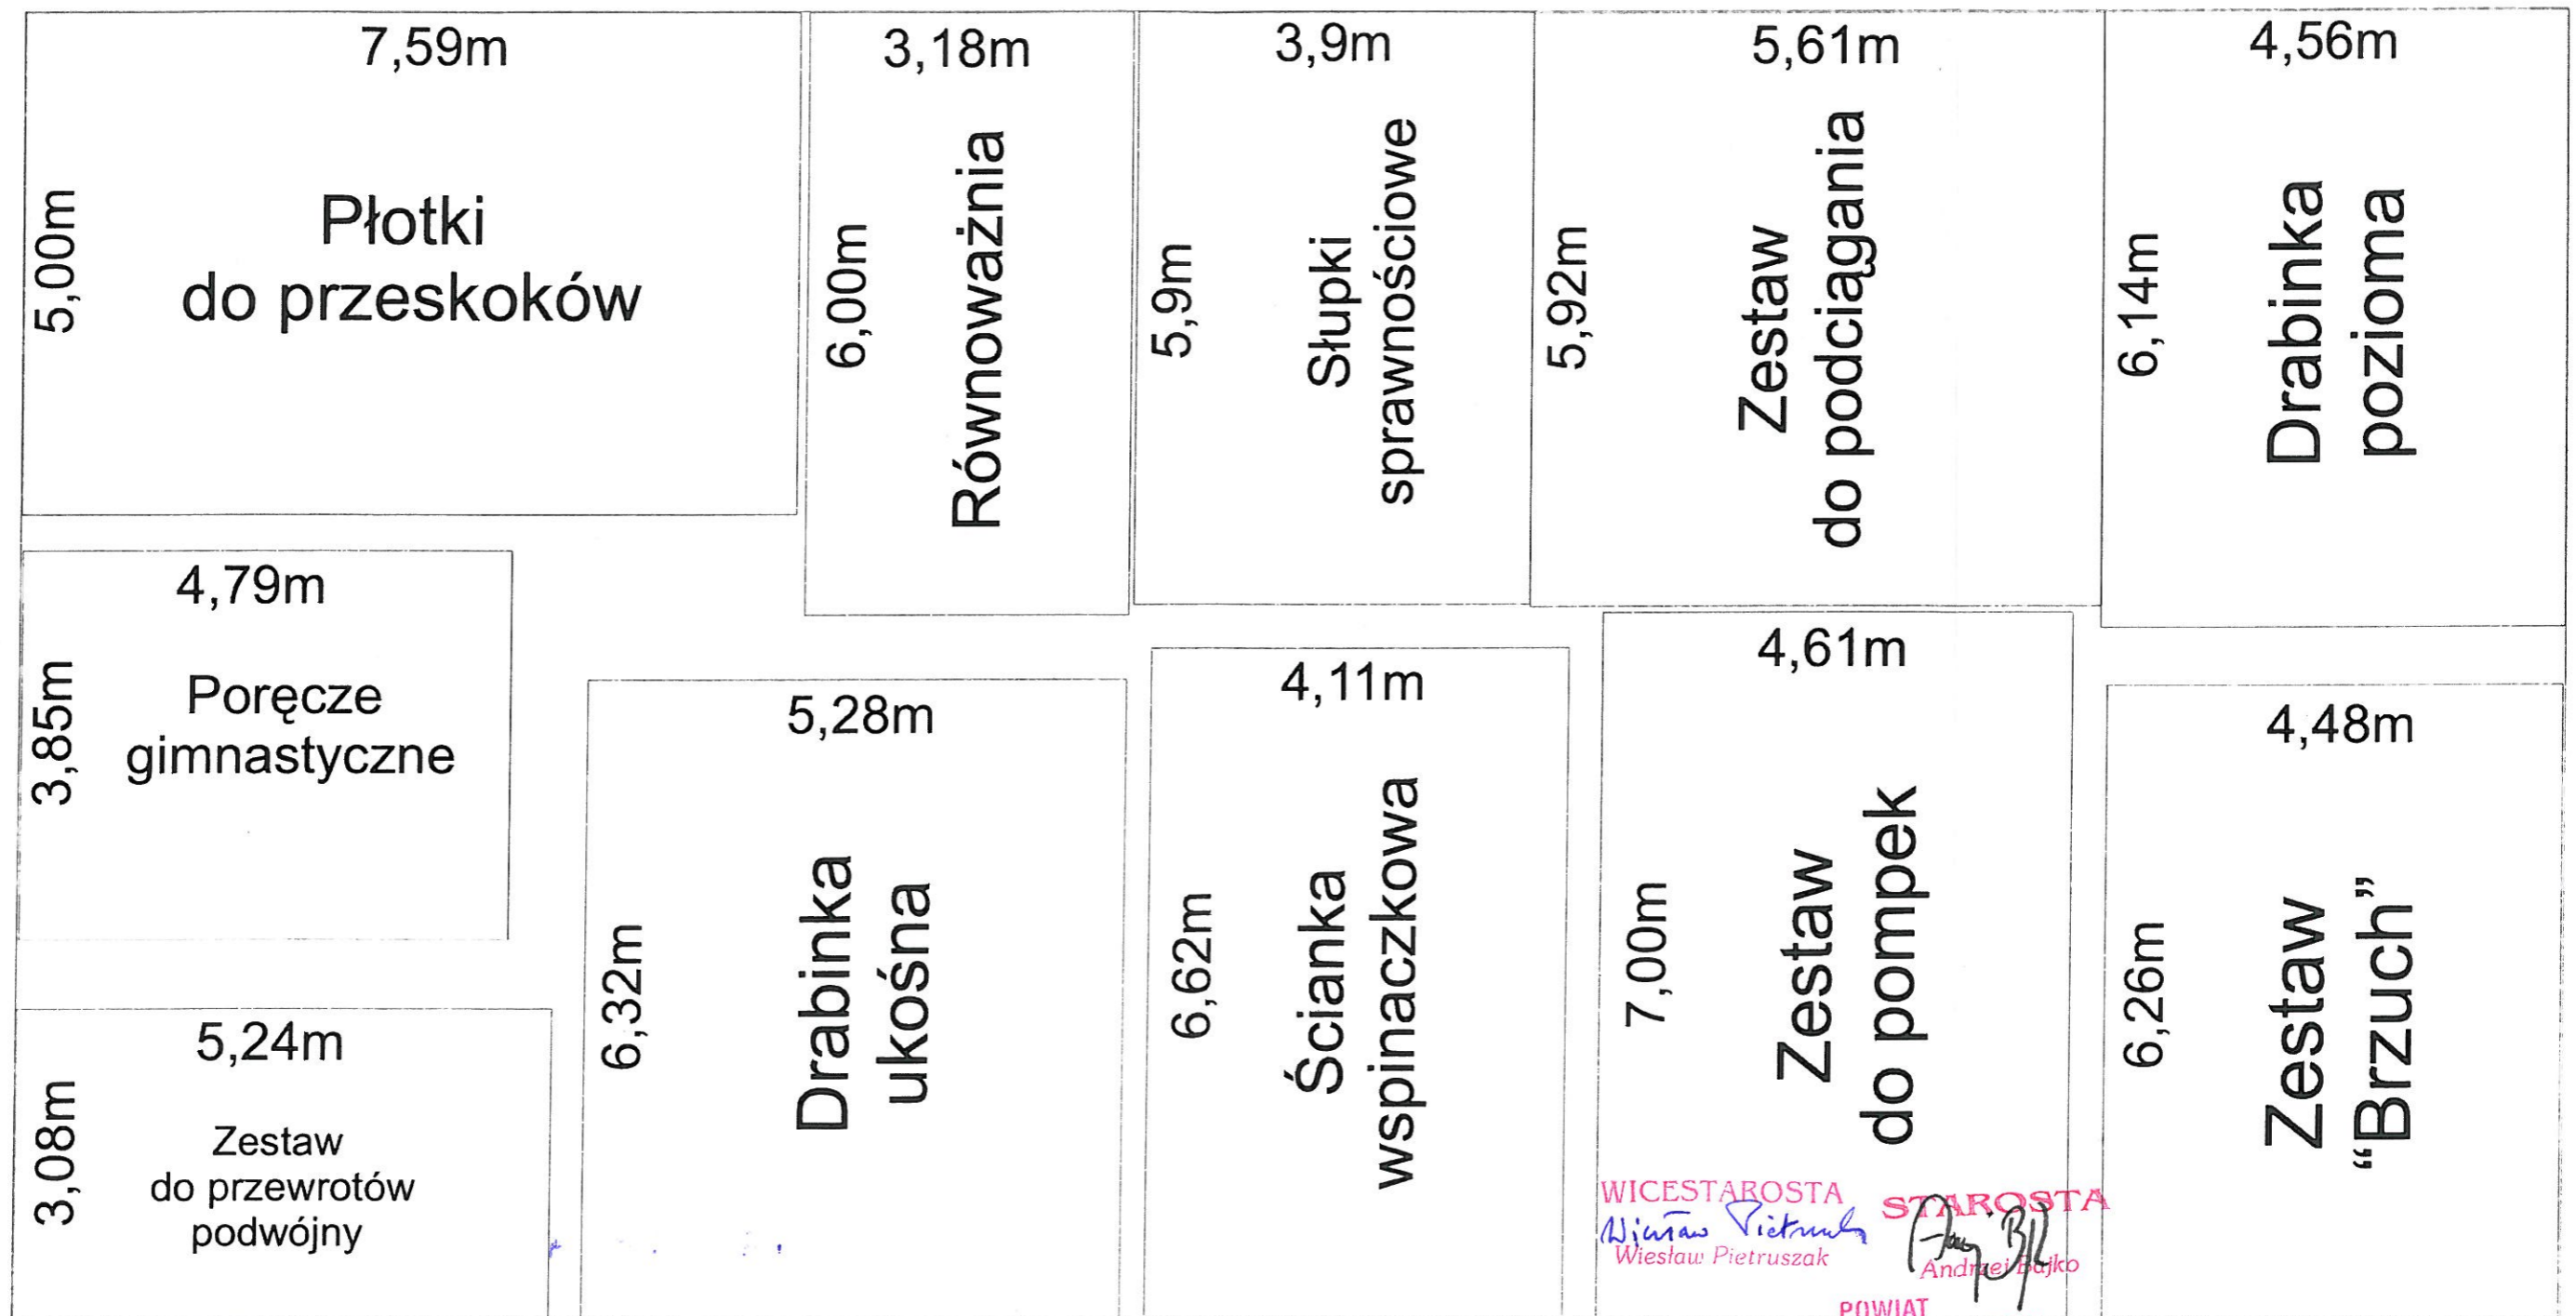 7,59m
5,00m
Płotki
do przeskoków
3,18m
6,00m
Równoważnia
3,9m
5,9m
Słupki
sprawnościowe
5,61m
5,92m
Zestaw
do podciągania
4,56m
6,14m
Drabinka
pozioma
4,79m
3,85m
Poręcze
gimnastyczne
5,28m
6,32m
Drabinka
ukośna
4,11m
6,62m
Ścianka
wspinaczkowa
4,61m
7,00m
Zestaw
do pompek
4,48m
6,26m
Zestaw
“Brzuch”
5,24m
3,08m
Zestaw
do przewrotów
podwójny
WICESTAROSTA
Wiesław Pietruszak
STAROSTA
Andrzej Bajko
POWIAT